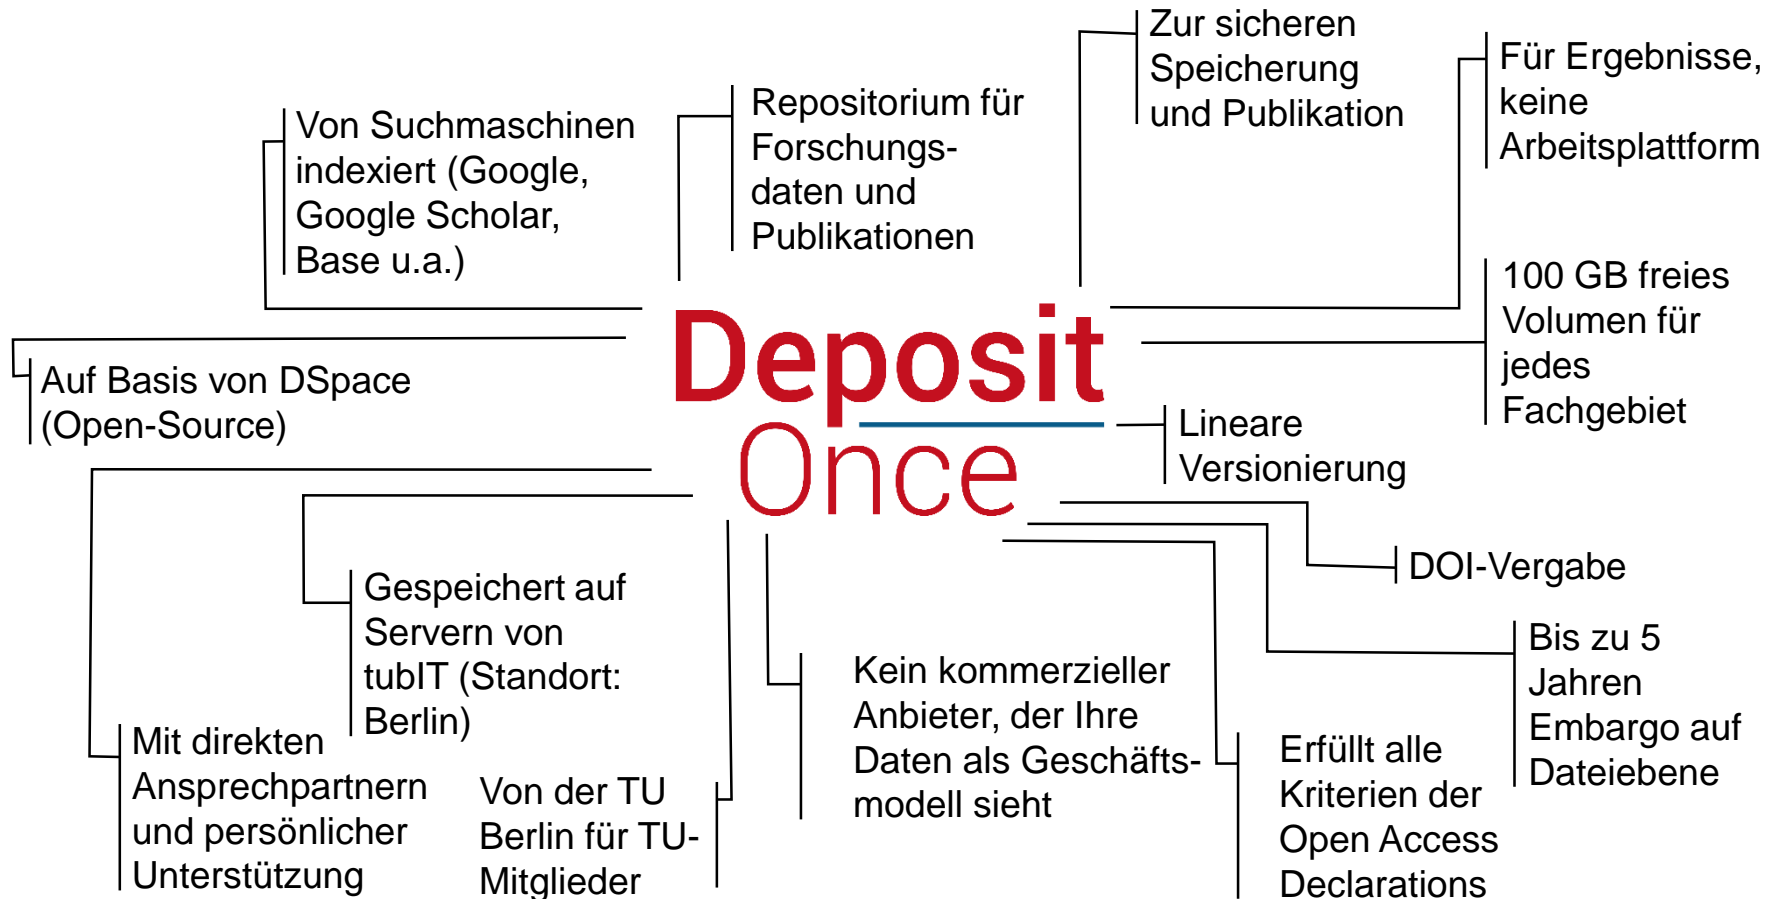 Zur sicheren
Speicherung
und Publikation
Für Ergebnisse,
keine
Arbeitsplattform
Repositorium für
Forschungs-
daten und
Publikationen
Von Suchmaschinen
indexiert (Google,
Google Scholar,
Base u.a.)
100 GB freies
Volumen für
jedes
Fachgebiet
Deposit
Once
Auf Basis von DSpace
(Open-Source)
Lineare
Versionierung
DOI-Vergabe
Gespeichert auf
Servern von
tubIT (Standort:
Berlin)
Bis zu 5
Jahren
Embargo auf
Dateiebene
Kein kommerzieller
Anbieter, der Ihre
Daten als Geschäfts-
modell sieht
Mit direkten
Ansprechpartnern
und persönlicher
Unterstützung
Von der TU
Berlin für TU-
Mitglieder
Erfüllt alle
Kriterien der
Open Access
Declarations